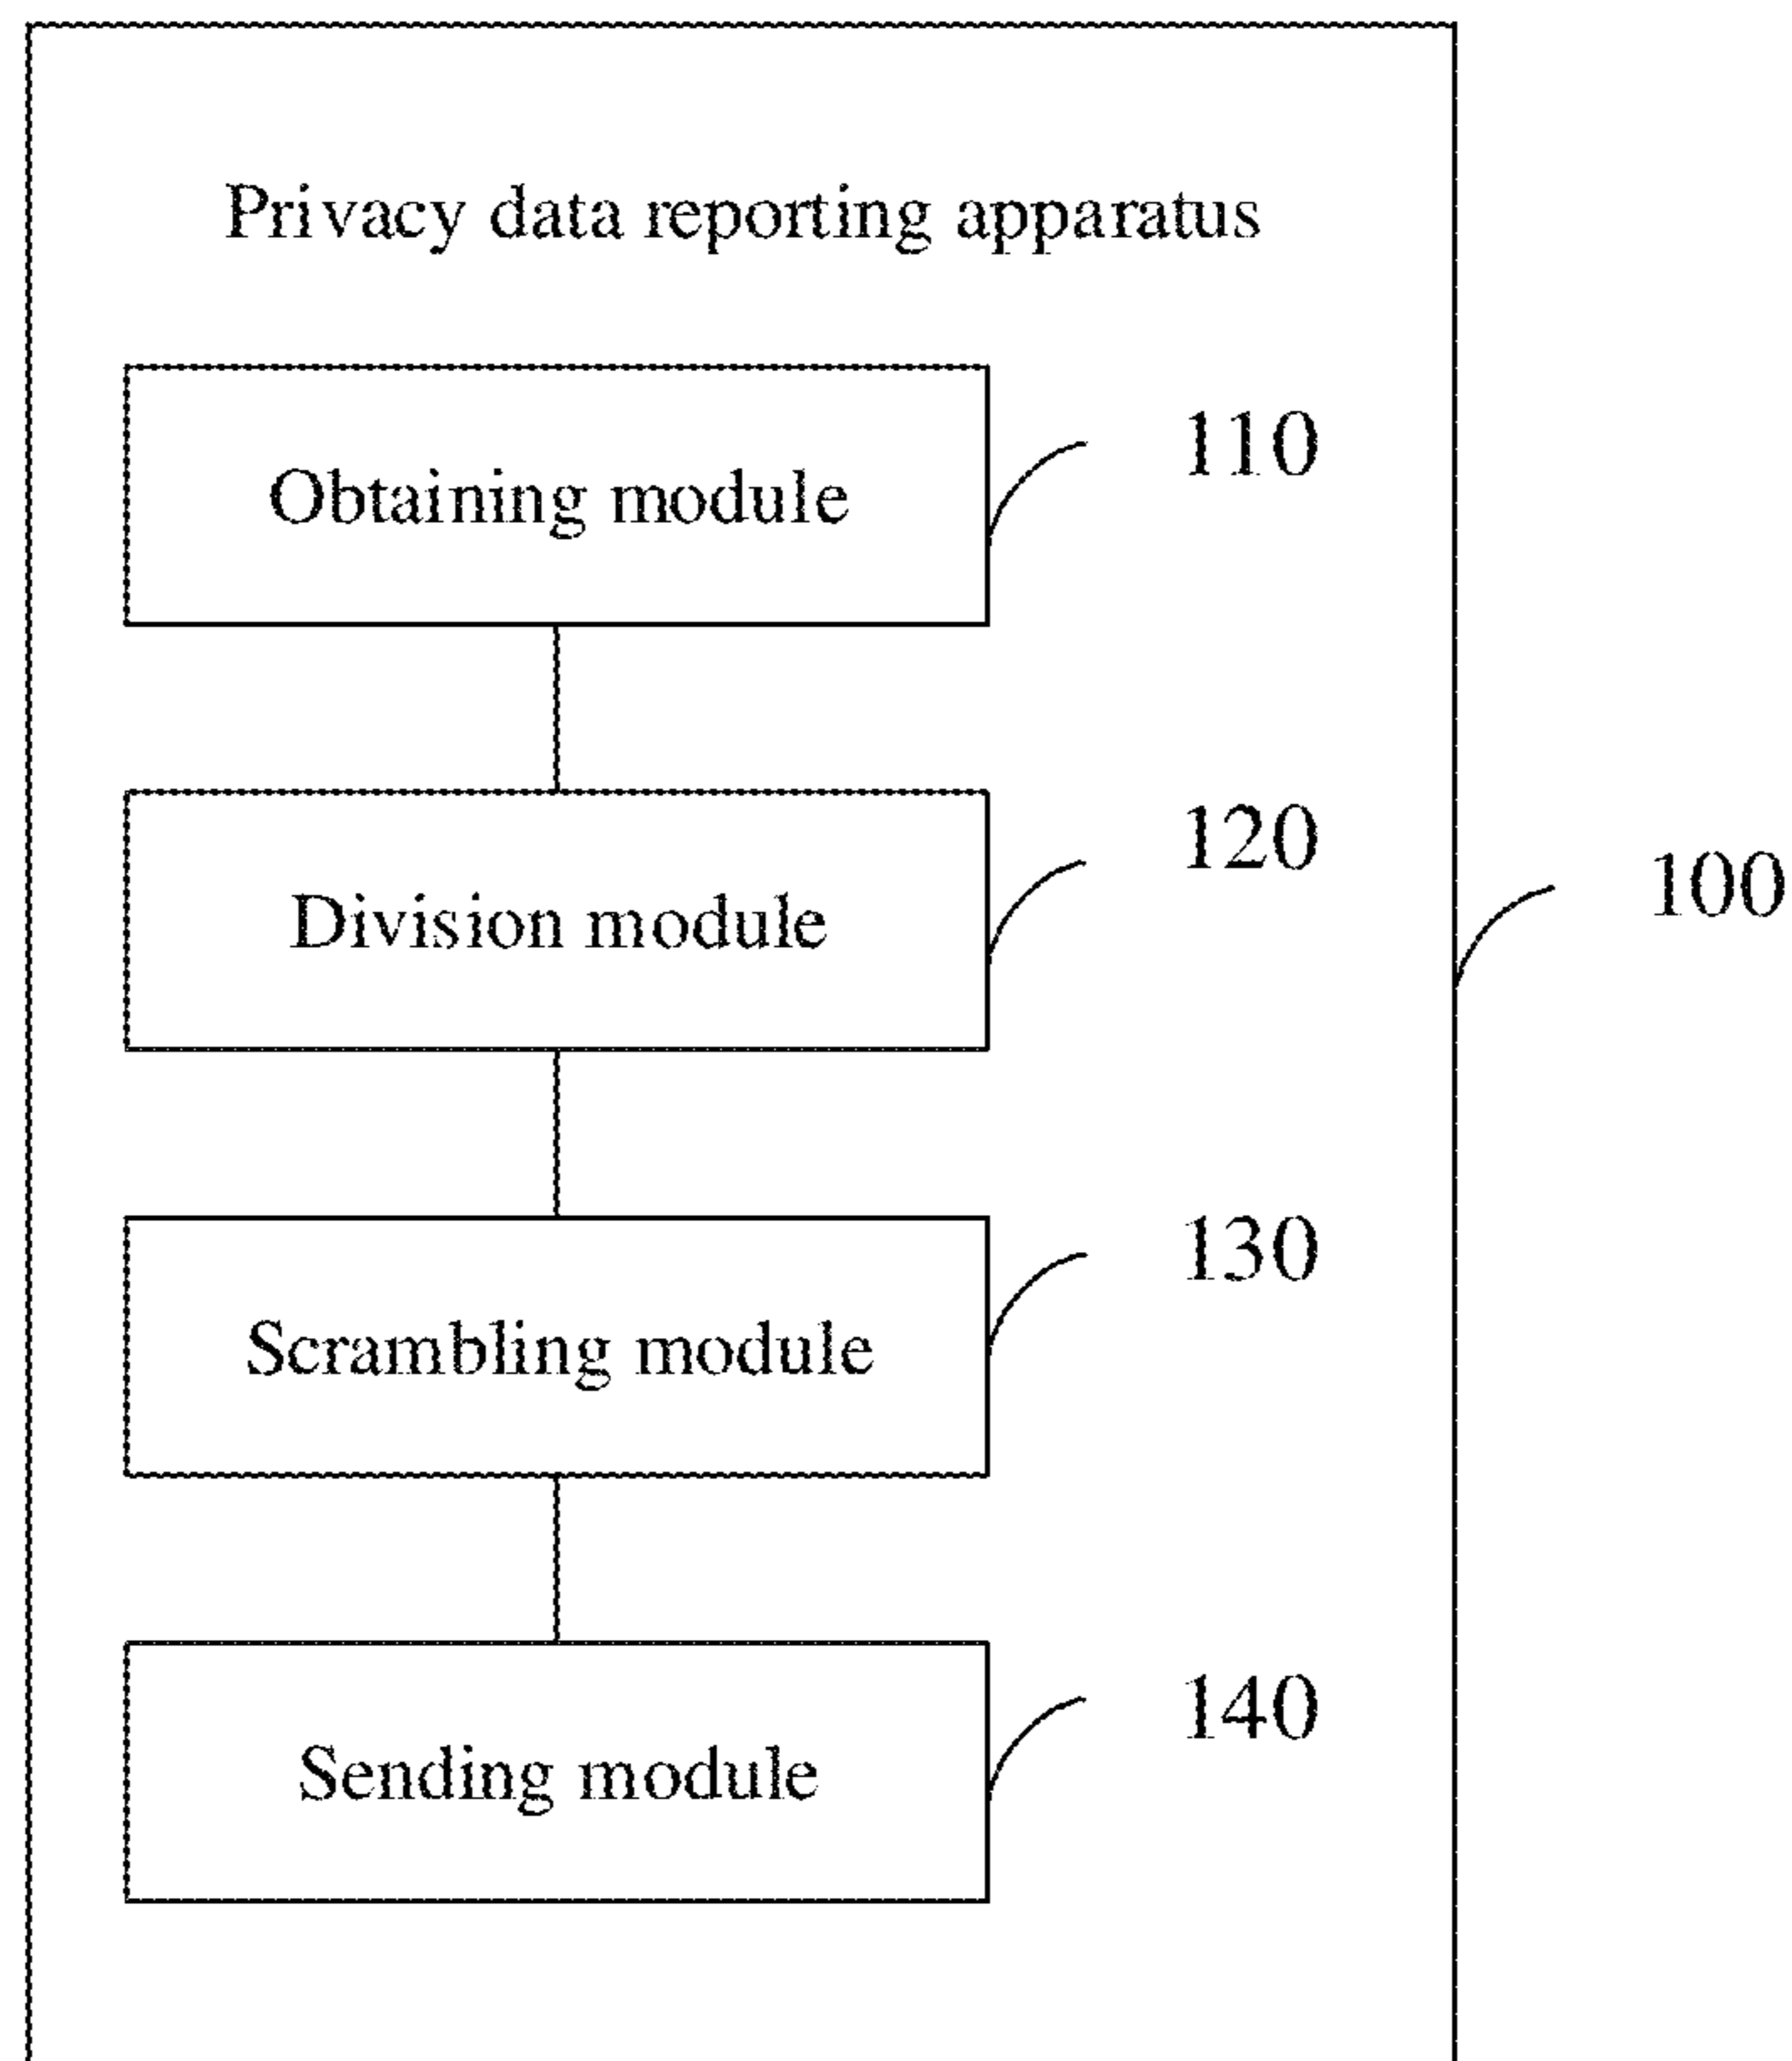 Privacy data reporting apparatus
Obtaining module
110
Division module
120
100
Scrambling module
130
Sending module
140